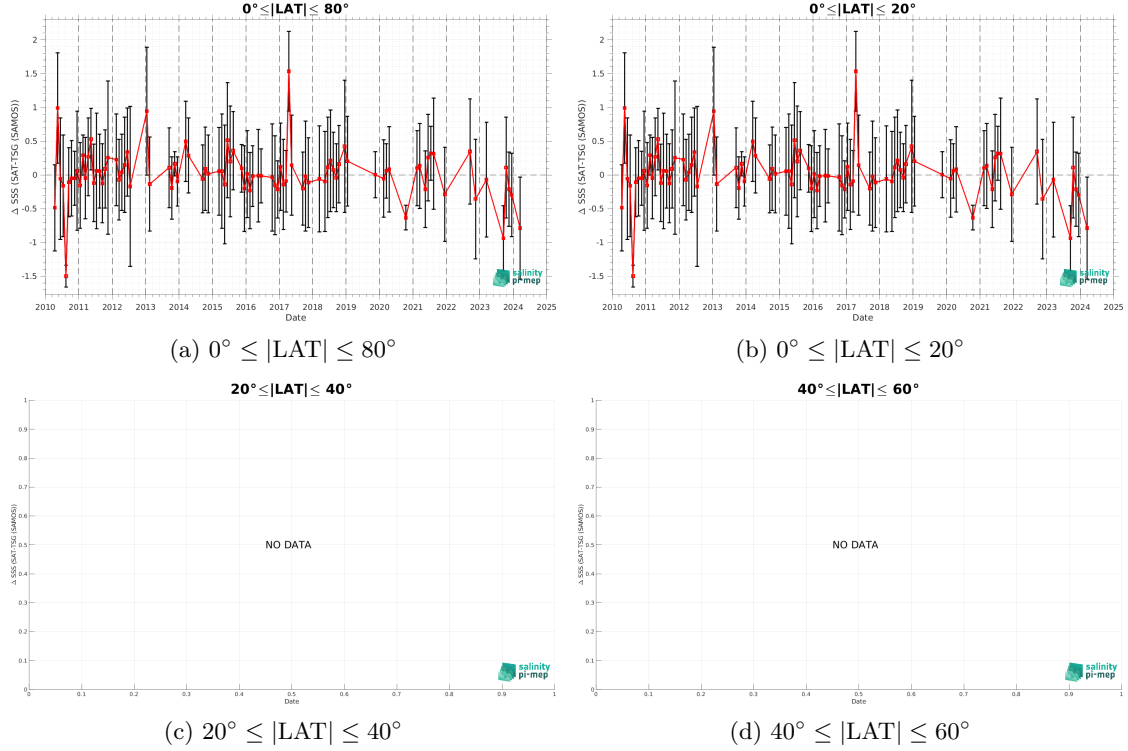 0°≤|LAT|≤ 80°
Δ SSS (SAT-TSG (SAMOS))
2
1.5
1
0.5
0
-0.5
-1
-1.5
2010 2011 2012 2013 2014 2015 2016 2017 2018 2019 2020 2021 2022 2023 2024 2025
Date
salinity
pi-mep
(a) 0° ≤ |LAT| ≤ 80°
0°≤|LAT|≤ 20°
Δ SSS (SAT-TSG (SAMOS))
2
1.5
1
0.5
0
-0.5
-1
-1.5
2010 2011 2012 2013 2014 2015 2016 2017 2018 2019 2020 2021 2022 2023 2024 2025
Date
salinity
pi-mep
(b) 0° ≤ |LAT| ≤ 20°
20°≤|LAT|≤ 40°
Δ SSS (SAT-TSG (SAMOS))
1
0.9
0.8
0.7
0.6
0.5
0.4
0.3
0.2
0.1
0
NO DATA
0 0.1 0.2 0.3 0.4 0.5 0.6 0.7 0.8 0.9 1
Date
salinity
pi-mep
(c) 20° ≤ |LAT| ≤ 40°
40°≤|LAT|≤ 60°
Δ SSS (SAT-TSG (SAMOS))
1
0.9
0.8
0.7
0.6
0.5
0.4
0.3
0.2
0.1
0
NO DATA
0 0.1 0.2 0.3 0.4 0.5 0.6 0.7 0.8 0.9 1
Date
salinity
pi-mep
(d) 40° ≤ |LAT| ≤ 60°